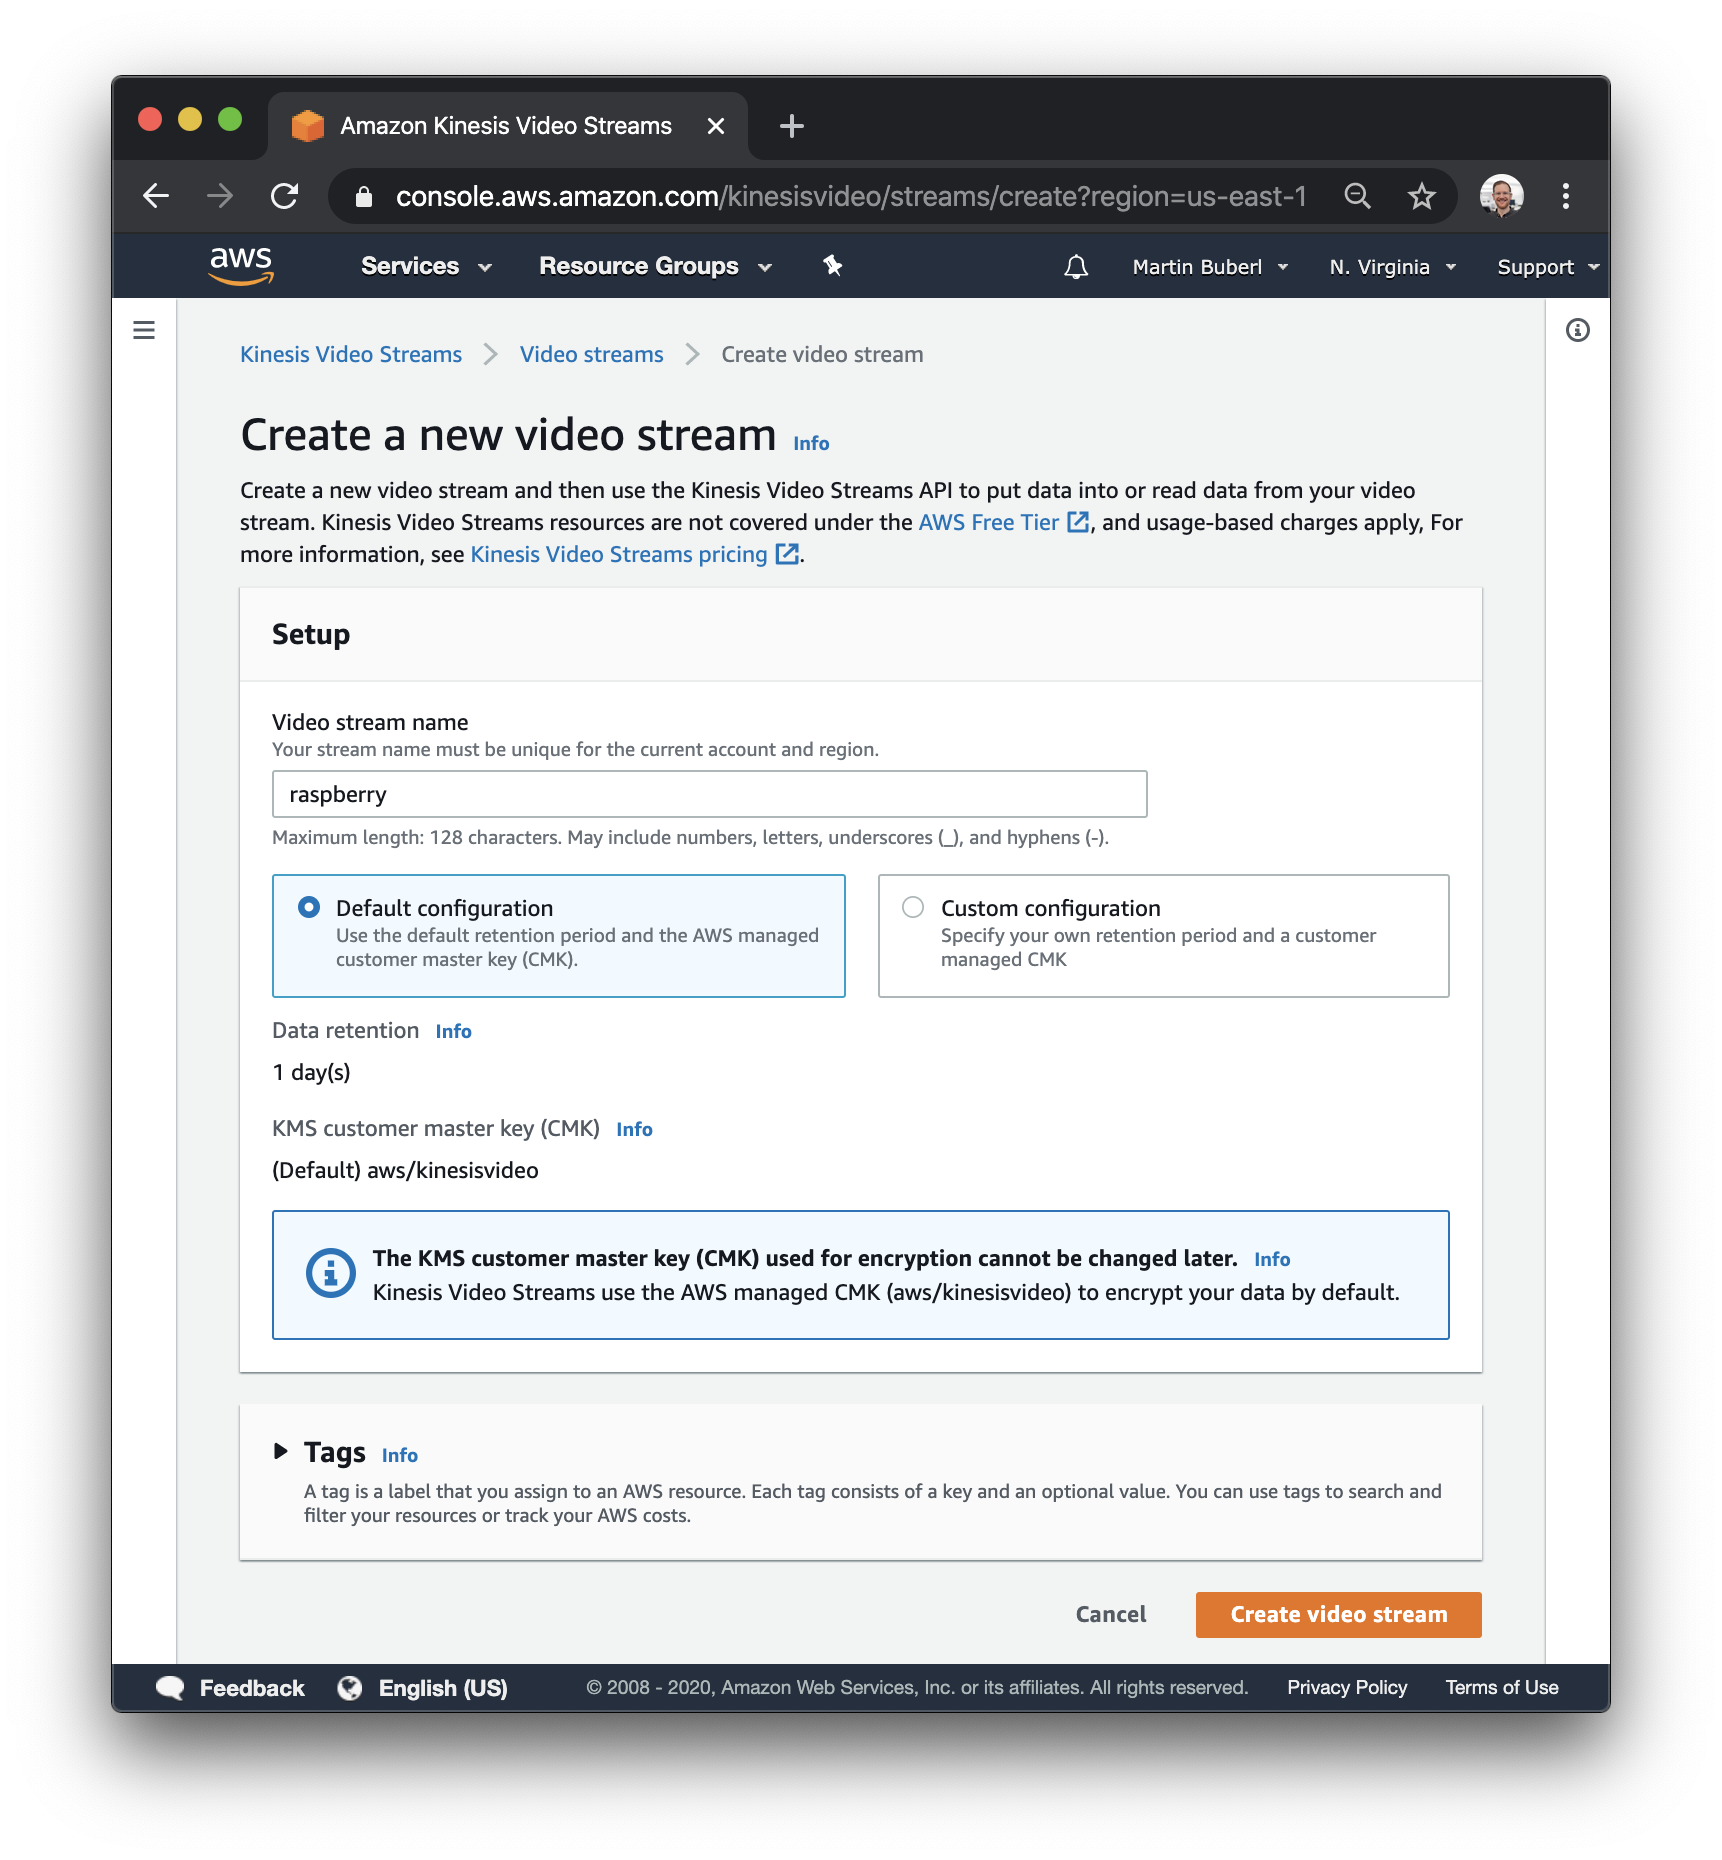 Amazon Kinesis Video Streams
console.aws.amazon.com/kinesisvideo/streams/create?region=us-east-1
aws Services Resource Groups Martin Buberl N. Virginia Support
Kinesis Video Streams Video streams Create video stream
Create a new video stream Info
Create a new video stream and then use the Kinesis Video Streams API to put data into or read data from your video
stream. Kinesis Video Streams resources are not covered under the AWS Free Tier, and usage-based charges apply, For
more information, see Kinesis Video Streams pricing.
Setup
Video stream name
Your stream name must be unique for the current account and region.
raspberry
Maximum length: 128 characters. May include numbers, letters, underscores (_), and hyphens (-).
Default configuration
Use the default retention period and the AWS managed
customer master key (CMK).
Custom configuration
Specify your own retention period and a customer
managed CMK
Data retention Info
1 day(s)
KMS customer master key (CMK) Info
(Default) aws/kinesisvideo
The KMS customer master key (CMK) used for encryption cannot be changed later. Info
Kinesis Video Streams use the AWS managed CMK (aws/kinesisvideo) to encrypt your data by default.
Tags Info
A tag is a label that you assign to an AWS resource. Each tag consists of a key and an optional value. You can use tags to search and
filter your resources or track your AWS costs.
Cancel Create video stream
Feedback English (US) © 2008 - 2020, Amazon Web Services, Inc. or its affiliates. All rights reserved. Privacy Policy Terms of Use